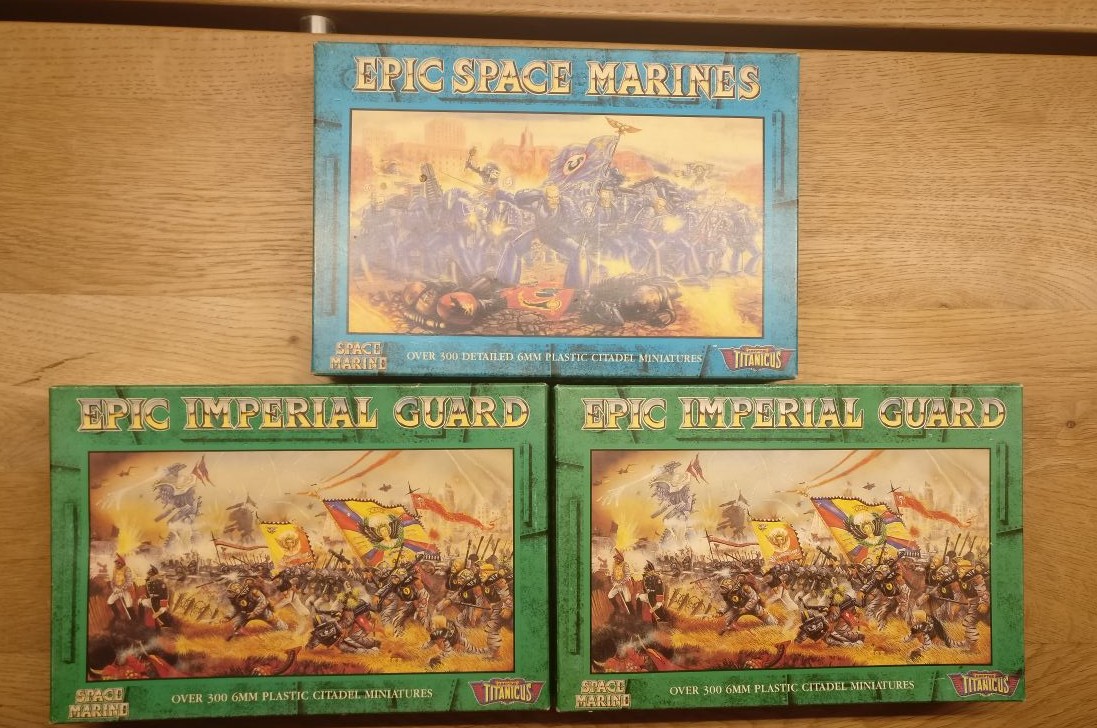 EPIC SPACE MARINES
SPACE MARINE
OVER 300 DETAILED 6MM PLASTIC CITADEL MINIATURES
TITANICUS
EPIC IMPERIAL GUARD
SPACE MARINE
OVER 300 6MM PLASTIC CITADEL MINIATURES
TITANICUS
EPIC IMPERIAL GUARD
SPACE MARINE
OVER 300 6MM PLASTIC CITADEL MINIATURES
TITANICUS